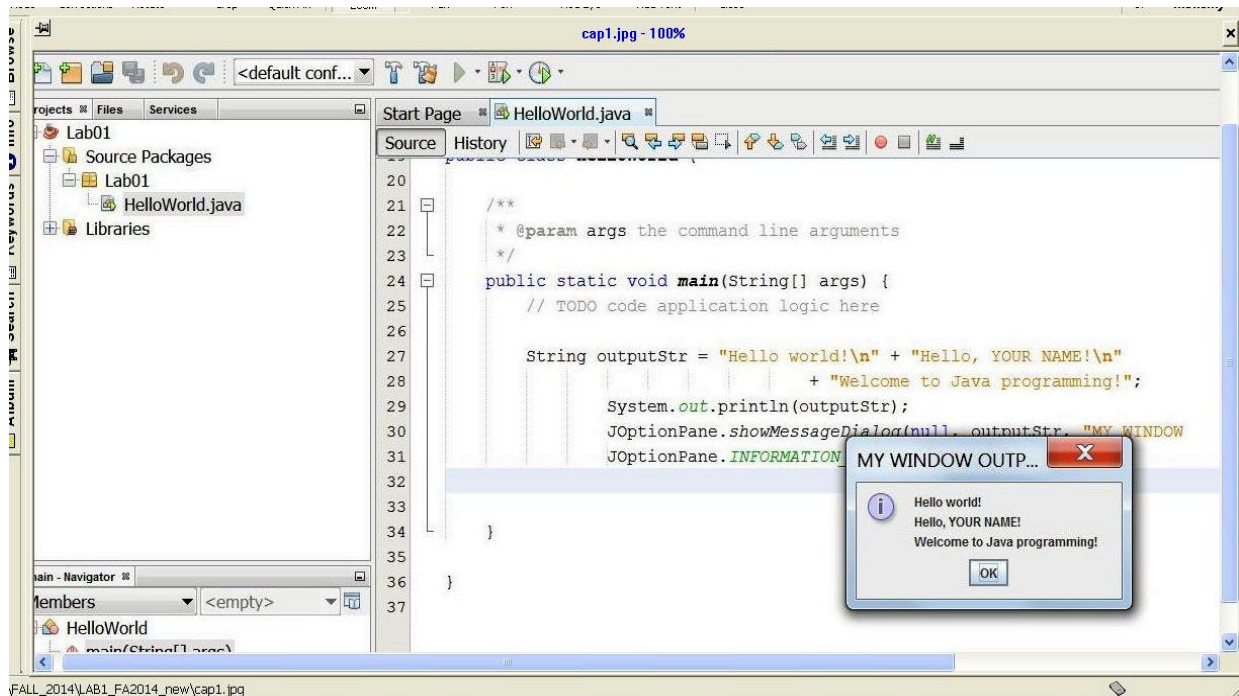 cap1.jpg - 100%
<default conf...
Files Services
Start Page HelloWorld.java
Lab01
Source Packages
Lab01
HelloWorld.java
Libraries
Source History
20
21 /**
22 * @param args the command line arguments
23 */
24 public static void main(String[] args) {
25 // TODO code application logic here
26
27 String outputStr = "Hello world!\n" + "Hello, YOUR NAME!\n"
28 + "Welcome to Java programming!";
29 System.out.println(outputStr);
30 JOptionPane.showMessageDialog(null, outputStr, "MY WINDOW
31 JOptionPane.INFORMATION_
32
33
34 }
35
36 }
37
MY WINDOW OUTP...
Hello world!
Hello, YOUR NAME!
Welcome to Java programming!
OK
- Navigator
<empty>
HelloWorld
main(String[] args)
\FALL_2014\LAB1_FA2014_new\cap1.jpg